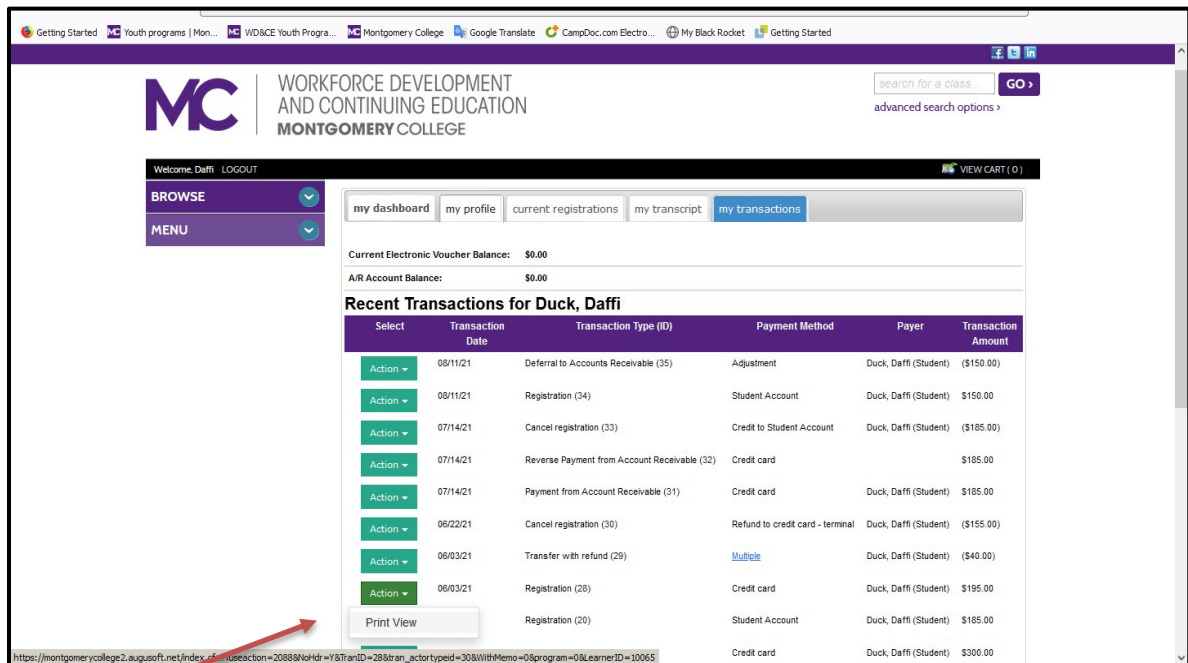 Getting Started Youth programs | Mon... WD&CE Youth Progra... Montgomery College Google Translate CampDoc.com Electro... My Black Rocket Getting Started
MC WORKFORCE DEVELOPMENT
AND CONTINUING EDUCATION
MONTGOMERY COLLEGE
search for a class... GO ›
advanced search options ›
Welcome, Daffi LOGOUT VIEW CART ( 0 )
BROWSE
MENU
my dashboard my profile current registrations my transcript my transactions
Current Electronic Voucher Balance: $0.00
A/R Account Balance: $0.00
Recent Transactions for Duck, Daffi
Select Transaction Date Transaction Type (ID) Payment Method Payer Transaction Amount
Action 08/11/21 Deferral to Accounts Receivable (35) Adjustment Duck, Daffi (Student) ($150.00)
Action 08/11/21 Registration (34) Student Account Duck, Daffi (Student) $150.00
Action 07/14/21 Cancel registration (33) Credit to Student Account Duck, Daffi (Student) ($185.00)
Action 07/14/21 Reverse Payment from Account Receivable (32) Credit card $185.00
Action 07/14/21 Payment from Account Receivable (31) Credit card Duck, Daffi (Student) $185.00
Action 06/22/21 Cancel registration (30) Refund to credit card - terminal Duck, Daffi (Student) ($155.00)
Action 06/03/21 Transfer with refund (29) Multiple Duck, Daffi (Student) ($40.00)
Action 06/03/21 Registration (28) Credit card Duck, Daffi (Student) $195.00
Print View Registration (20) Student Account Duck, Daffi (Student) $185.00
Credit card Duck, Daffi (Student) $300.00